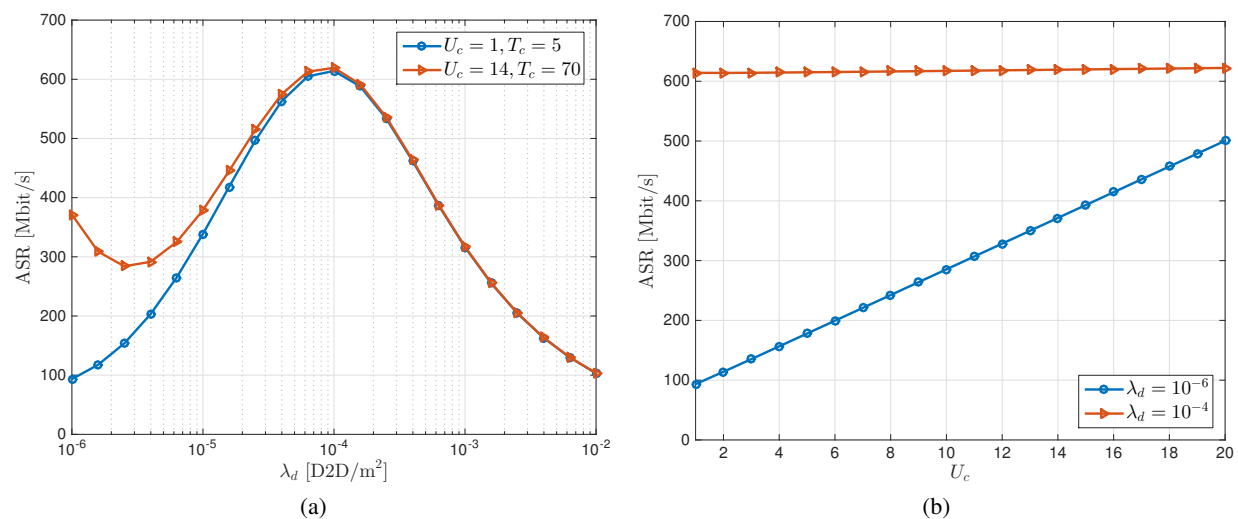 700
600
500
400
300
200
100
0
ASR [Mbit/s]
U_c = 1, T_c = 5
U_c = 14, T_c = 70
10^-6 10^-5 10^-4 10^-3 10^-2
λ_d [D2D/m^2]
(a)
700
600
500
400
300
200
100
0
ASR [Mbit/s]
λ_d = 10^-6
λ_d = 10^-4
2 4 6 8 10 12 14 16 18 20
U_c
(b)